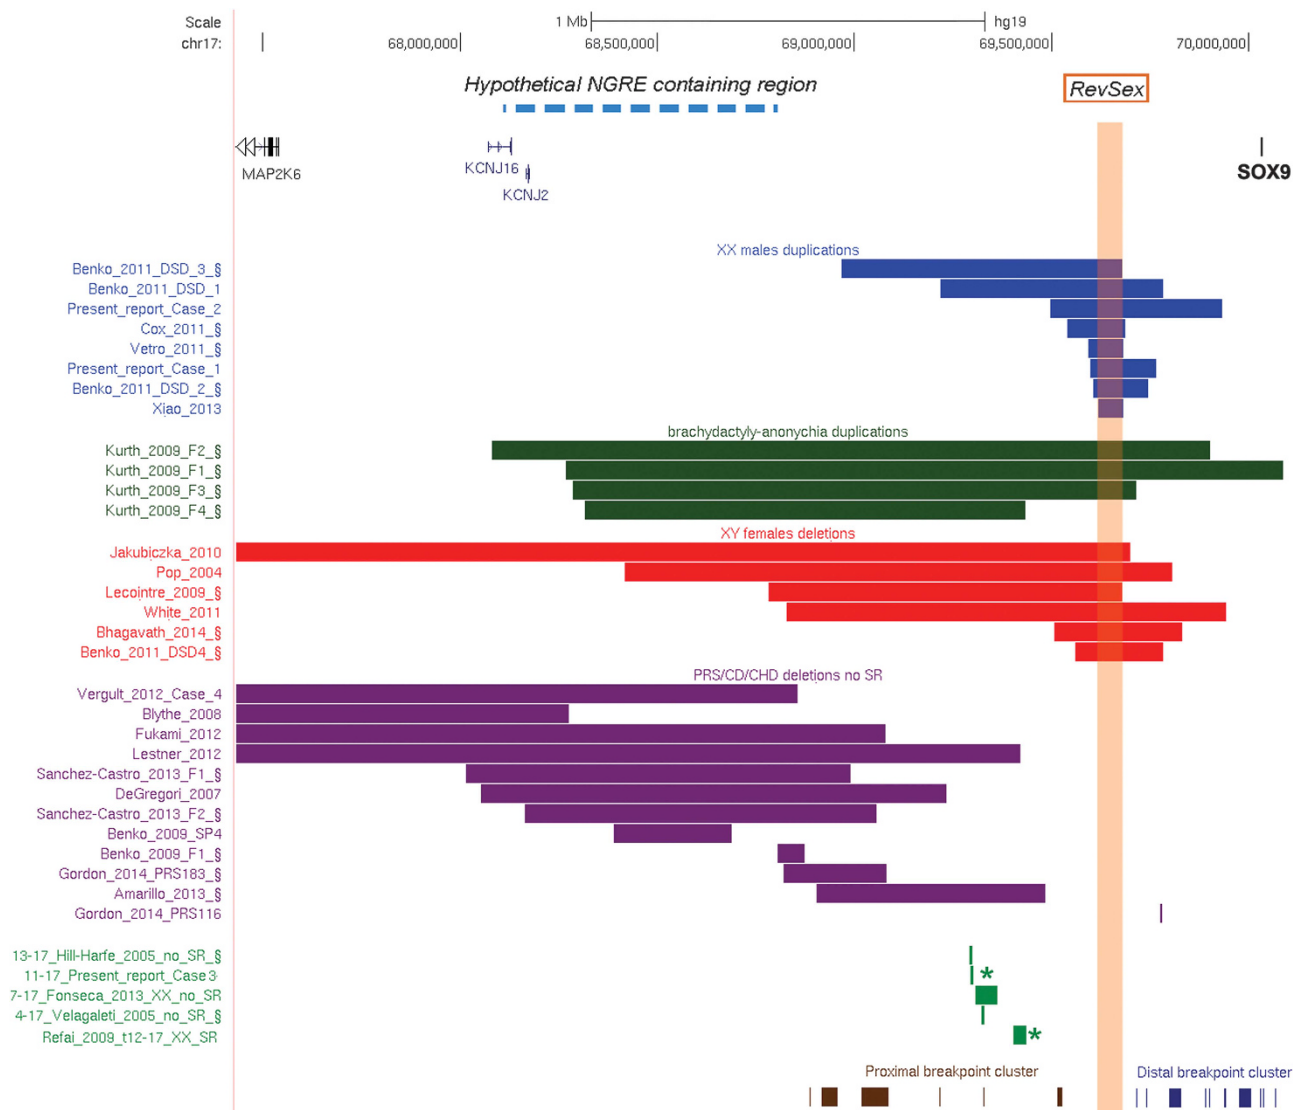 Scale 1 Mb hg19
chr17: 68,000,000 68,500,000 69,000,000 69,500,000 70,000,000
Hypothetical NGRE containing region RevSex
MAP2K6 KCNJ16 SOX9
KCNJ2
XX males duplications
Benko_2011_DSD_3_§
Benko_2011_DSD_1
Present_report_Case_2
Cox_2011_§
Vetro_2011_§
Present_report_Case_1
Benko_2011_DSD_2_§
Xiao_2013
brachydactyly-anonychia duplications
Kurth_2009_F2_§
Kurth_2009_F1_§
Kurth_2009_F3_§
Kurth_2009_F4_§
XY females deletions
Jakubiczka_2010
Pop_2004
Lecointre_2009_§
White_2011
Bhagavath_2014_§
Benko_2011_DSD4_§
PRS/CD/CHD deletions no SR
Vergult_2012_Case_4
Blythe_2008
Fukami_2012
Lestner_2012
Sanchez-Castro_2013_F1_§
DeGregori_2007
Sanchez-Castro_2013_F2_§
Benko_2009_SP4
Benko_2009_F1_§
Gordon_2014_PRS183_§
Amarillo_2013_§
Gordon_2014_PRS116
13-17_Hill-Harfe_2005_no_SR_§
11-17_Present_report_Case3 *
7-17_Fonseca_2013_XX_no_SR
4-17_Velagaleti_2005_no_SR_§
Refai_2009_t12-17_XX_SR *
Proximal breakpoint cluster Distal breakpoint cluster